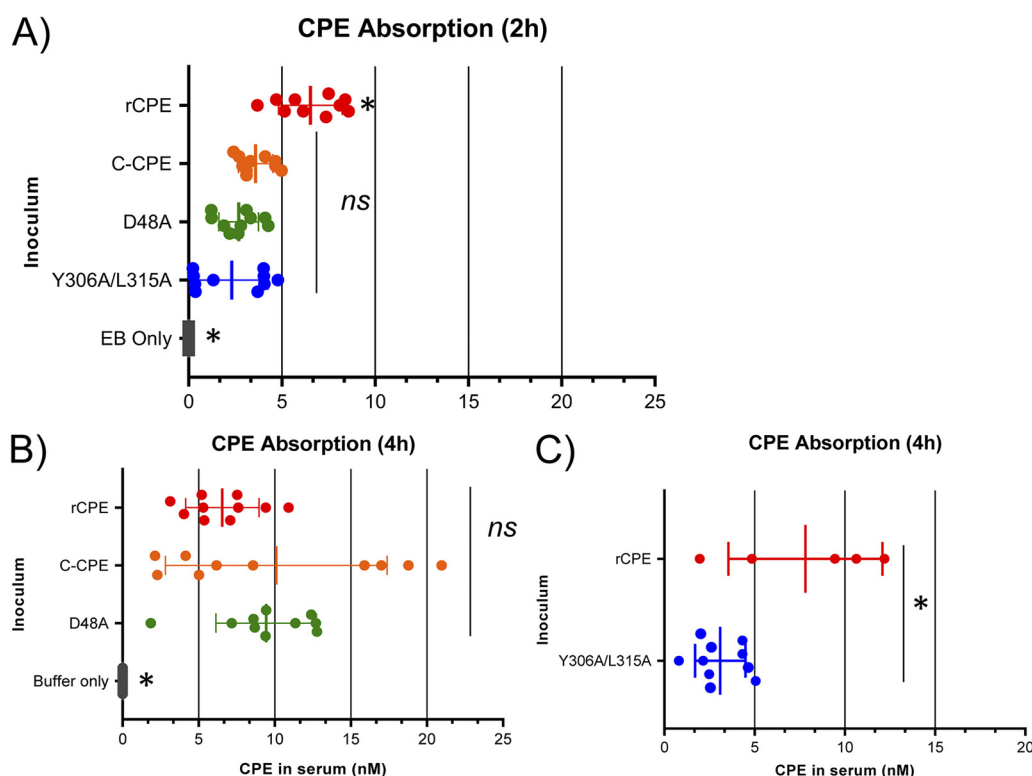 A)
CPE Absorption (2h)
Inoculum
rCPE
*
C-CPE
ns
D48A
Y306A/L315A
EB Only
*
0 5 10 15 20 25
B)
CPE Absorption (4h)
Inoculum
rCPE
ns
C-CPE
D48A
Buffer only
*
0 5 10 15 20 25
CPE in serum (nM)
C)
CPE Absorption (4h)
Inoculum
rCPE
*
Y306A/L315A
0 5 10 15 20
CPE in serum (nM)